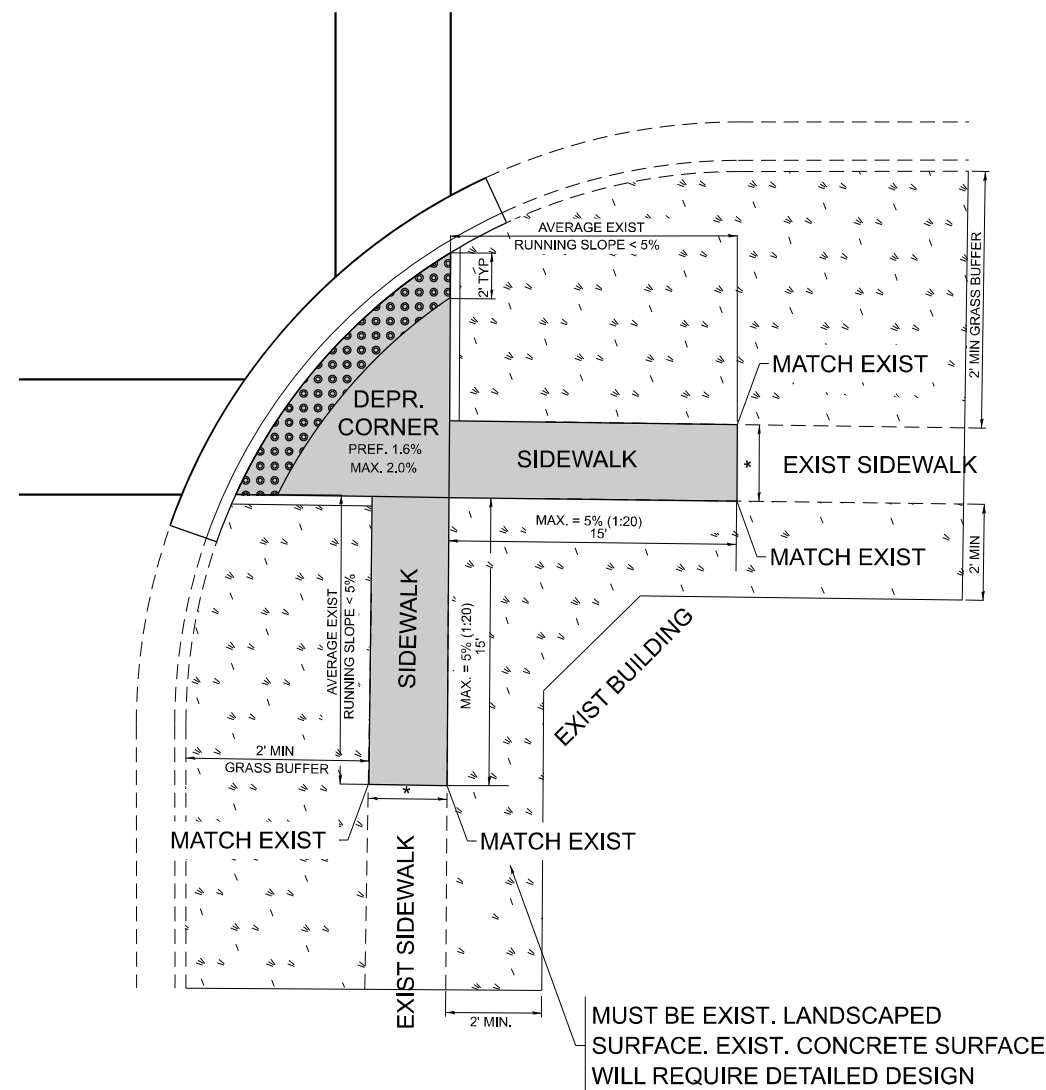 AVERAGE EXIST
RUNNING SLOPE < 5%
2' TYP
2' MIN GRASS BUFFER
MATCH EXIST
DEPR.
CORNER
PREF. 1.6%
MAX. 2.0%
SIDEWALK
*
EXIST SIDEWALK
MAX. = 5% (1:20)
15'
MATCH EXIST
2' MIN
AVERAGE EXIST
RUNNING SLOPE < 5%
SIDEWALK
MAX. = 5% (1:20)
15'
EXIST BUILDING
2' MIN
GRASS BUFFER
*
MATCH EXIST
MATCH EXIST
EXIST SIDEWALK
2' MIN.
MUST BE EXIST. LANDSCAPED
SURFACE. EXIST. CONCRETE SURFACE
WILL REQUIRE DETAILED DESIGN